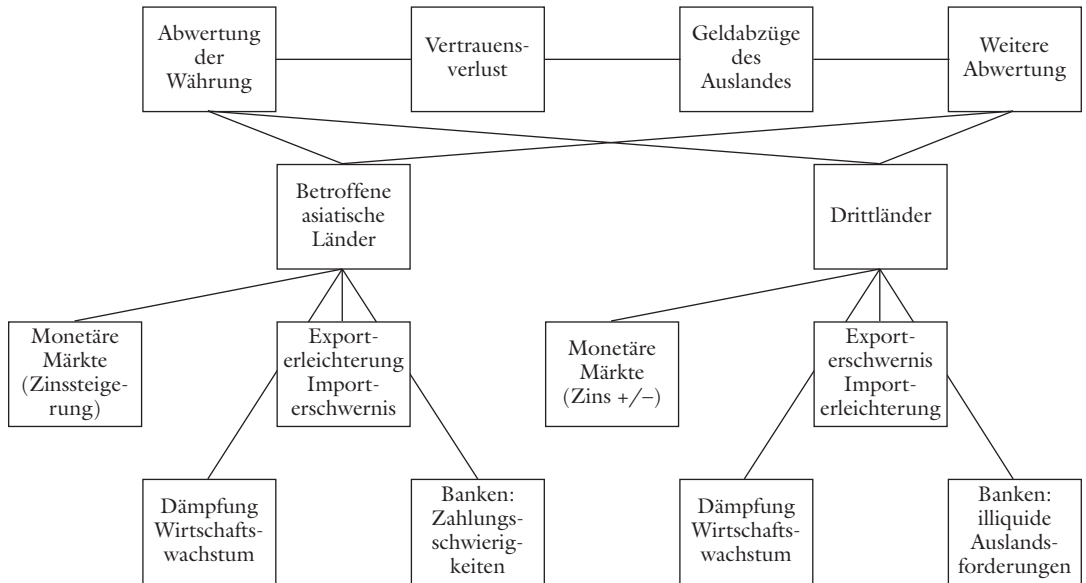 Abwertung
der
Währung
Vertrauens-
verlust
Geldabzüge
des
Auslandes
Weitere
Abwertung
Betroffene
asiatische
Länder
Drittländer
Monetäre
Märkte
(Zinssteige-
rung)
Export-
erleichterung
Import-
erschwernis
Monetäre
Märkte
(Zins +/–)
Export-
erschwernis
Import-
erleichterung
Dämpfung
Wirtschafts-
wachstum
Banken:
Zahlungs-
schwierig-
keiten
Dämpfung
Wirtschafts-
wachstum
Banken:
illiquide
Auslands-
forderungen